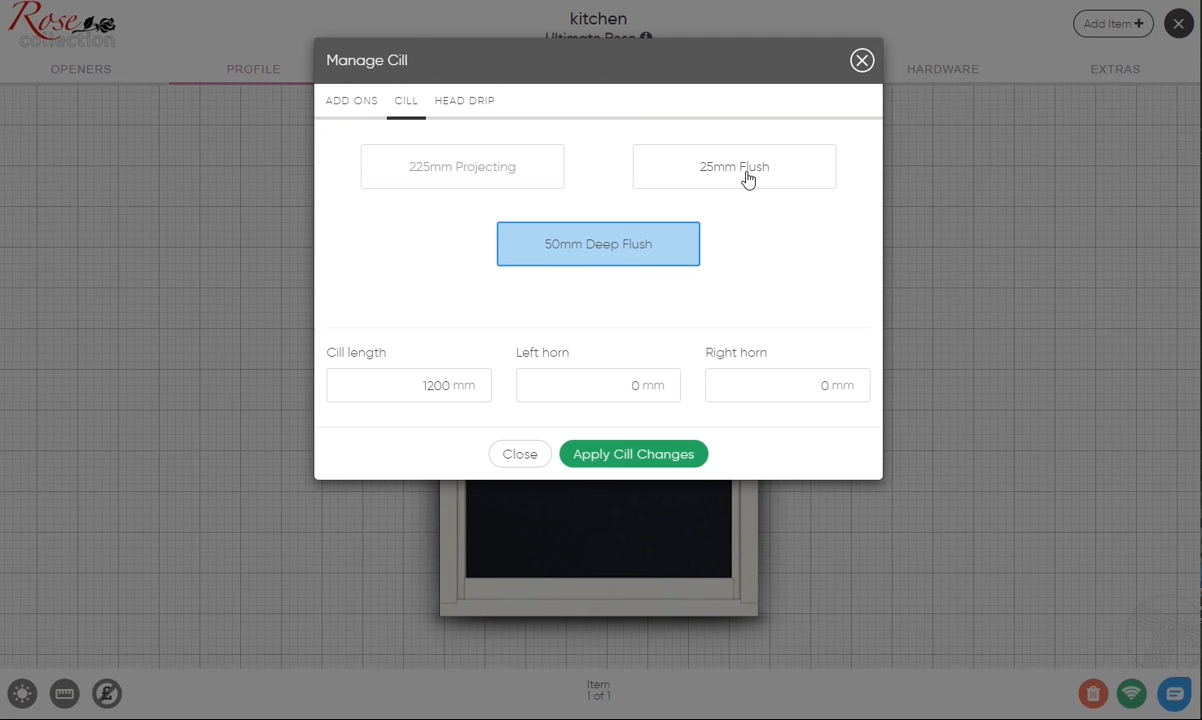 Rose
collection
kitchen
Ultimate Rose
Add Item +
OPENERS
PROFILE
HARDWARE
EXTRAS
Manage Cill
ADD ONS
CILL
HEAD DRIP
225mm Projecting
25mm Flush
50mm Deep Flush
Cill length
Left horn
Right horn
1200 mm
0 mm
0 mm
Close
Apply Cill Changes
Item
1 of 1